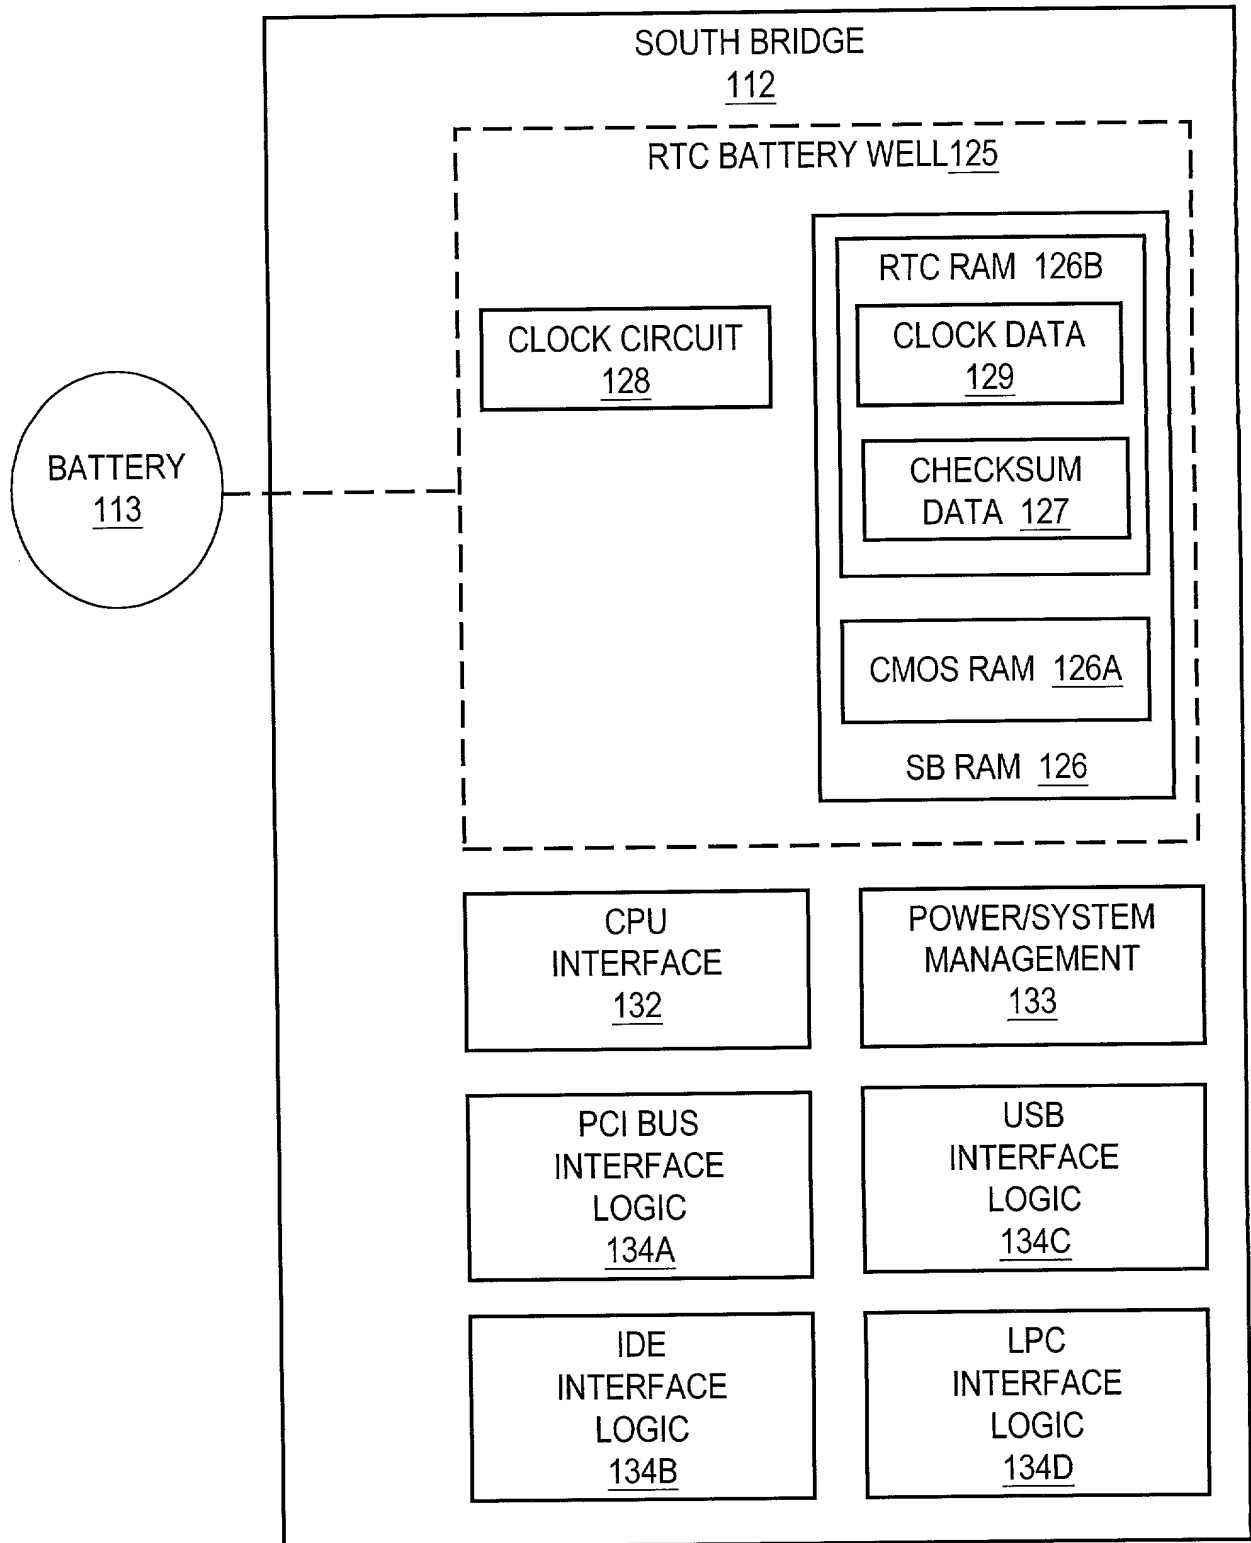 SOUTH BRIDGE
112
RTC BATTERY WELL 125
RTC RAM 126B
CLOCK CIRCUIT
128
CLOCK DATA
129
BATTERY
113
CHECKSUM
DATA 127
CMOS RAM 126A
SB RAM 126
CPU
INTERFACE
132
POWER/SYSTEM
MANAGEMENT
133
PCI BUS
INTERFACE
LOGIC
134A
USB
INTERFACE
LOGIC
134C
IDE
INTERFACE
LOGIC
134B
LPC
INTERFACE
LOGIC
134D